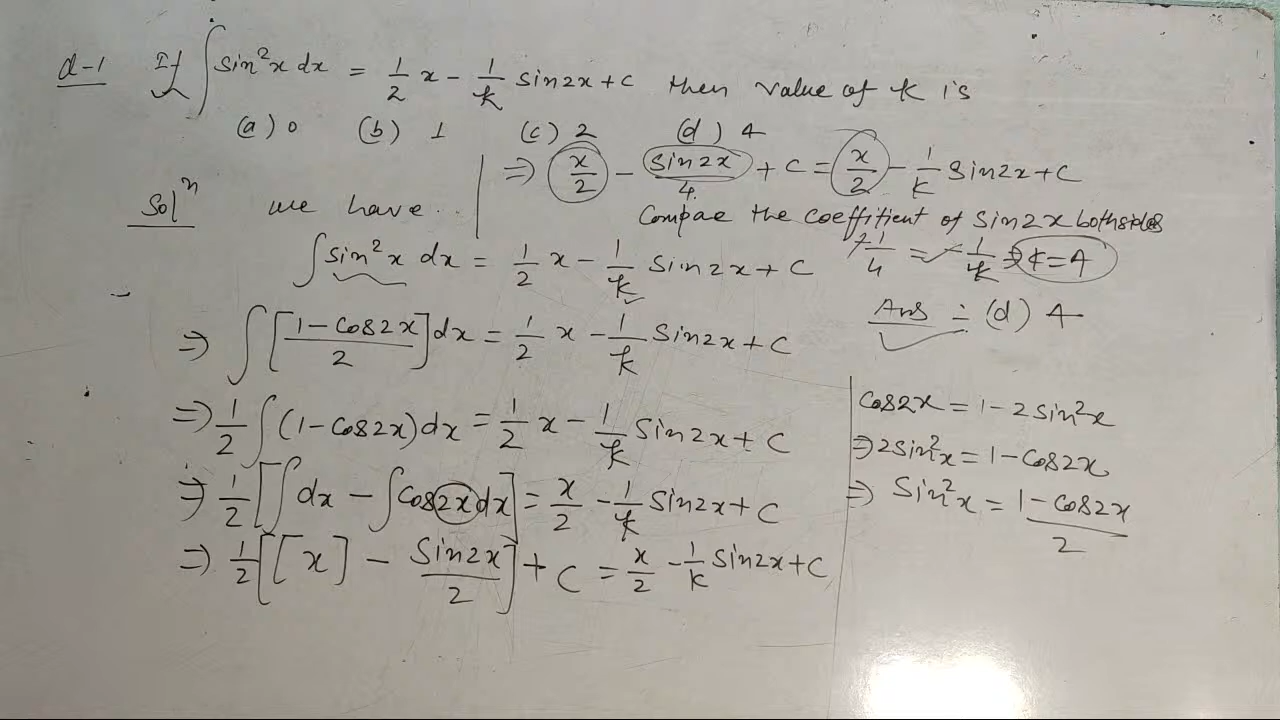 Q-1 If ∫sin²x dx = 1/2 x - 1/k sin2x + C then value of k is
(a) 0 (b) 1 (c) 2 (d) 4
Solⁿ we have
∫sin²x dx = 1/2 x - 1/k Sin2x + C
⇒ ∫[1-Cos2x/2]dx = 1/2 x - 1/k Sin2x + C
⇒ 1/2 ∫(1-Cos2x)dx = 1/2 x - 1/k Sin2x + C
⇒ 1/2 [∫dx - ∫Cos2x dx] = x/2 - 1/k Sin2x + C
⇒ 1/2 [[x] - Sin2x/2] + C = x/2 - 1/k Sin2x + C
⇒ x/2 - Sin2x/4 + C = x/2 - 1/k Sin2x + C
Compae the coeffitient of Sin2x bothsides
-1/4 = -1/k ⇒ k=4
Ans :- (d) 4
Cos2x = 1-2sin²x
⇒ 2sin²x = 1-Cos2x
⇒ Sin²x = 1-Cos2x/2